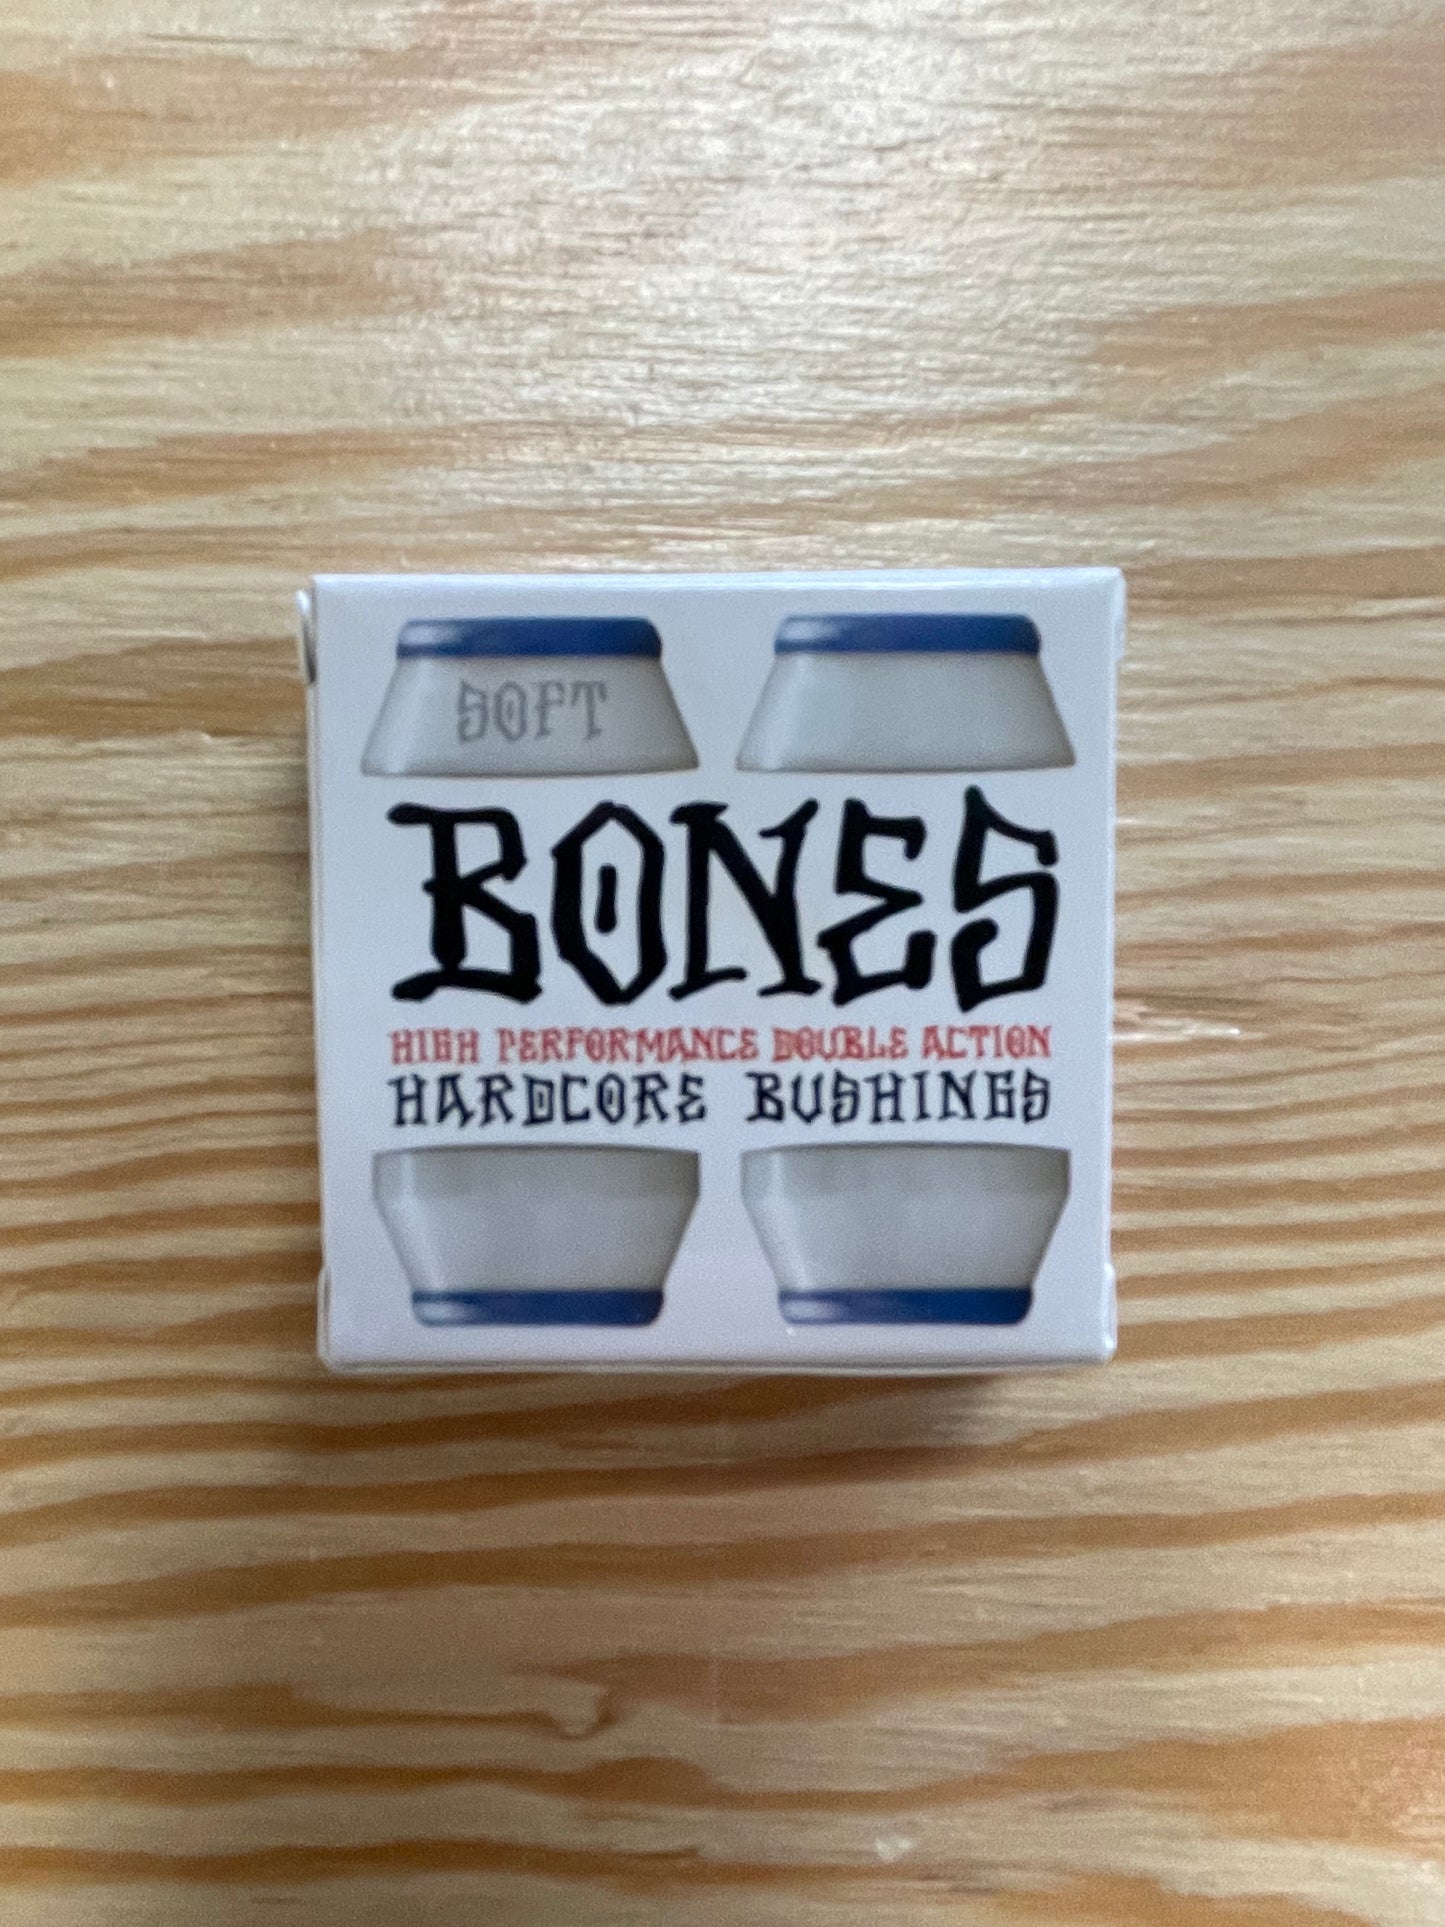 SOFT
BONES
HIGH PERFORMANCE DOUBLE ACTION
HARDCORE BUSHINGS